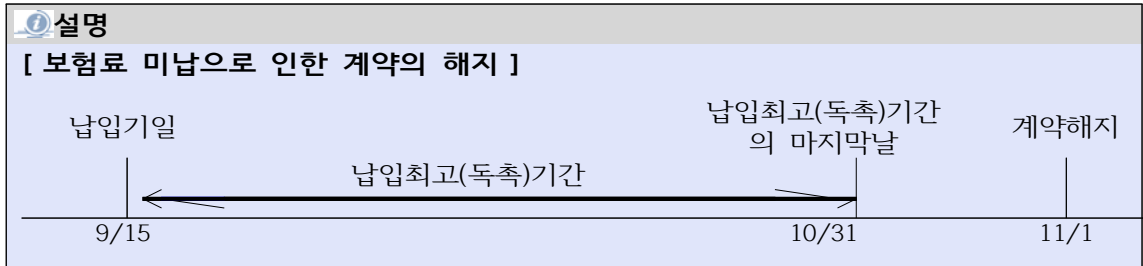 설명
[ 보험료 미납으로 인한 계약의 해지 ]
납입기일
납입최고(독촉)기간
의 마지막날
계약해지
납입최고(독촉)기간
9/15
10/31
11/1